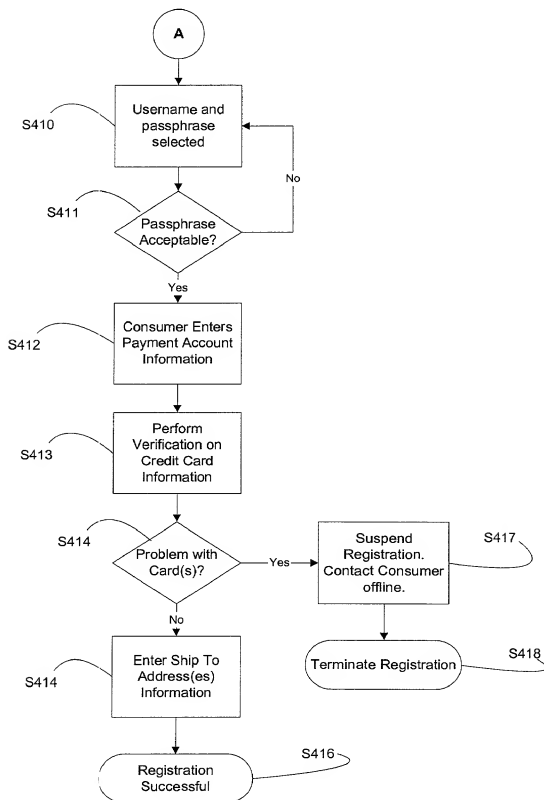 A
S410
Username and
passphrase
selected
No
S411
Passphrase
Acceptable?
Yes
S412
Consumer Enters
Payment Account
Information
S413
Perform
Verification on
Credit Card
Information
S414
Problem with
Card(s)?
Yes
Suspend
Registration.
Contact Consumer
offline.
S417
No
S414
Enter Ship To
Address(es)
Information
Terminate Registration
S418
Registration
Successful
S416